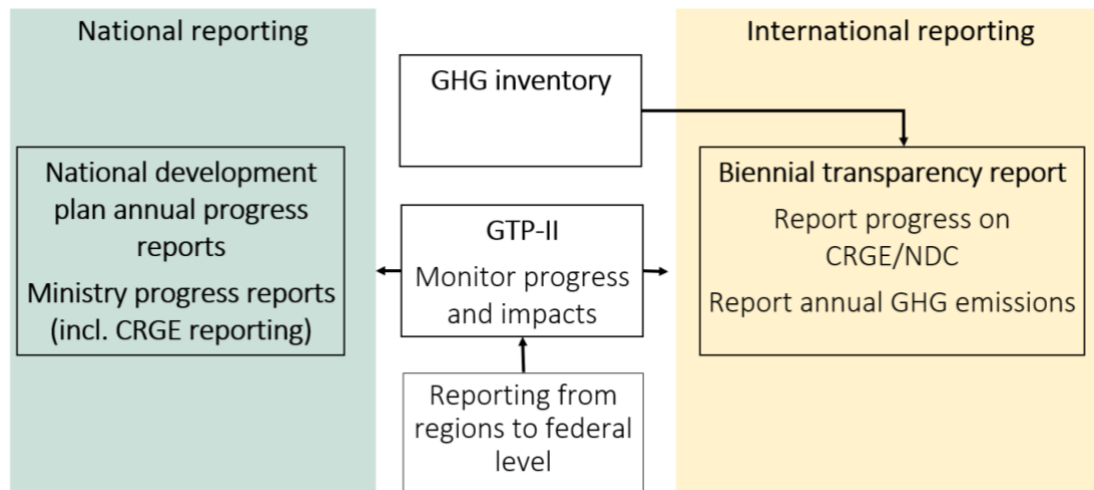 National reporting
National development
plan annual progress
reports
Ministry progress reports
(incl. CRGE reporting)
GHG inventory
GTP-II
Monitor progress
and impacts
Reporting from
regions to federal
level
International reporting
Biennial transparency report
Report progress on
CRGE/NDC
Report annual GHG emissions